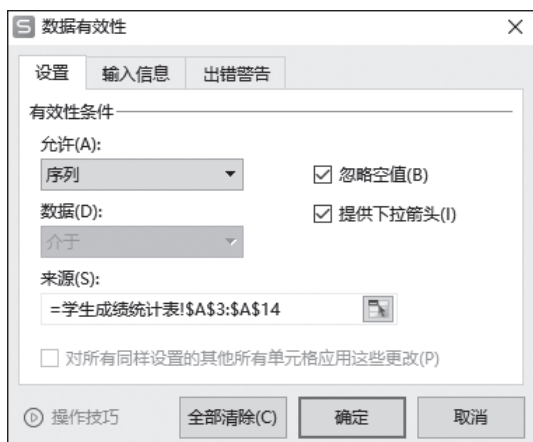 S 数据有效性
设置 输入信息 出错警告
有效性条件
允许(A):
序列 忽略空值(B)
数据(D): 提供下拉箭头(I)
介于
来源(S):
=学生成绩统计表!$A$3:$A$14
对所有同样设置的其他所有单元格应用这些更改(P)
操作技巧 全部清除(C) 确定 取消